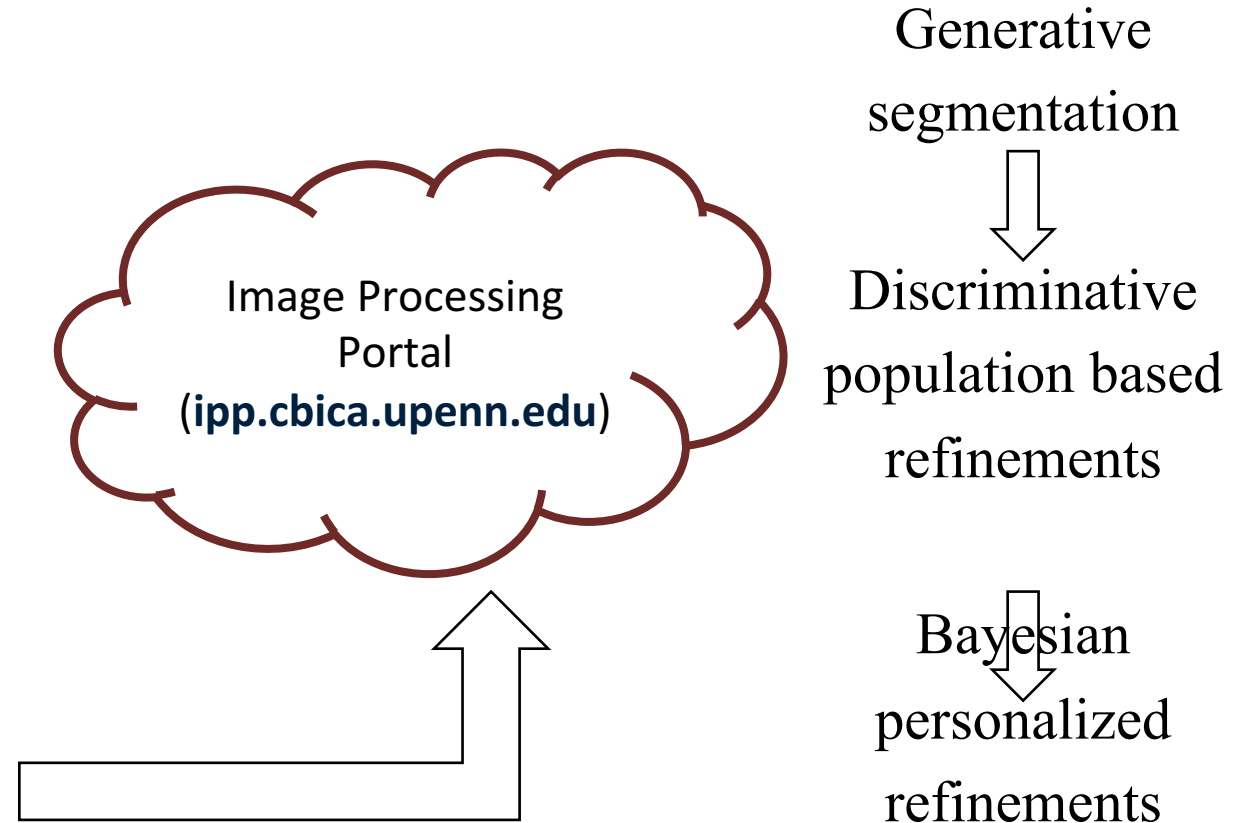 Image Processing
Portal
(ipp.cbica.upenn.edu)
Generative
segmentation
Discriminative
population based
refinements
Bayesian
personalized
refinements